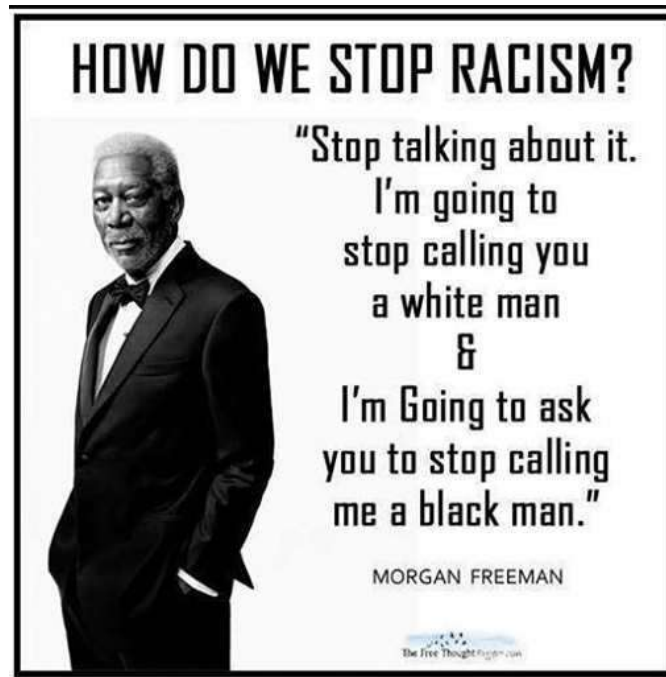 HOW DO WE STOP RACISM?
"Stop talking about it.
I'm going to
stop calling you
a white man
&
I'm Going to ask
you to stop calling
me a black man."
MORGAN FREEMAN
The Free Thought